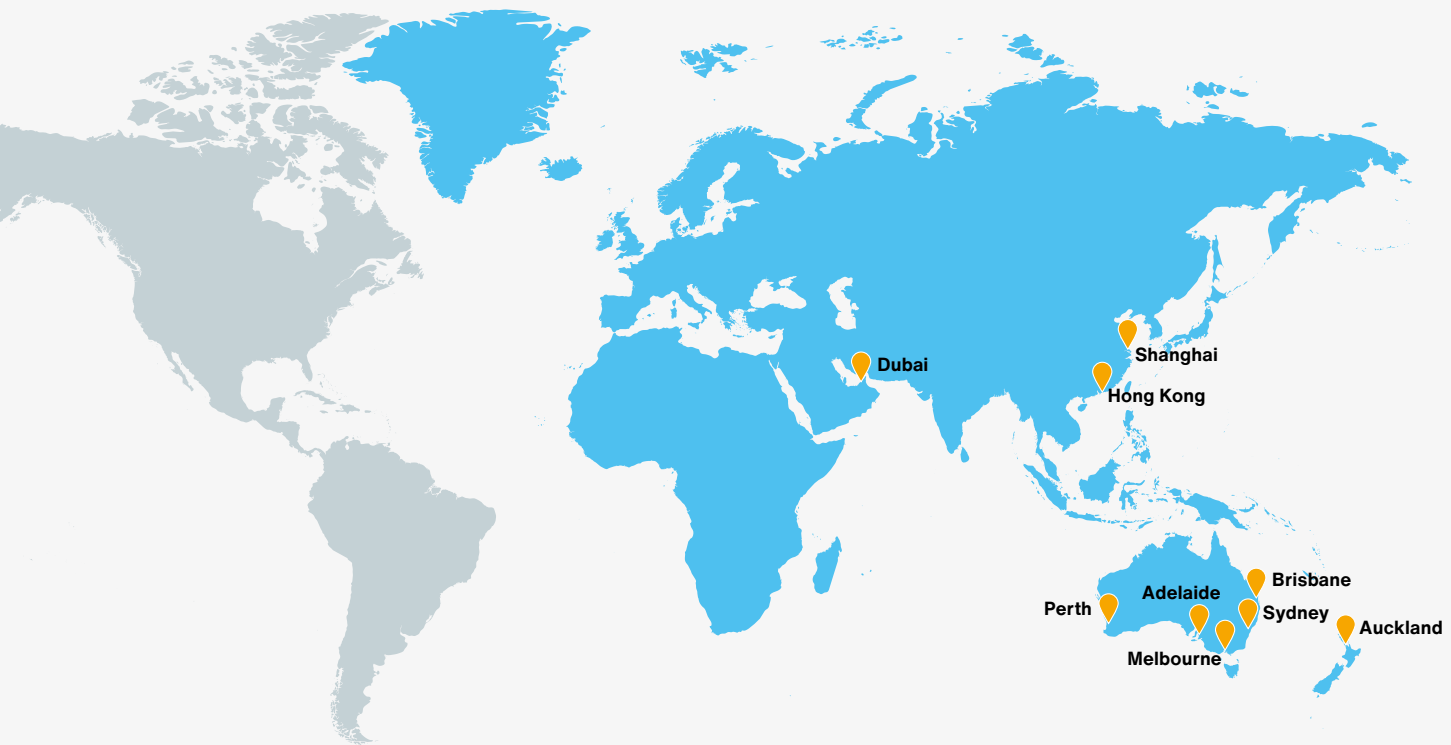 Shanghai
Dubai
Hong Kong
Brisbane
Adelaide
Perth
Sydney
Auckland
Melbourne